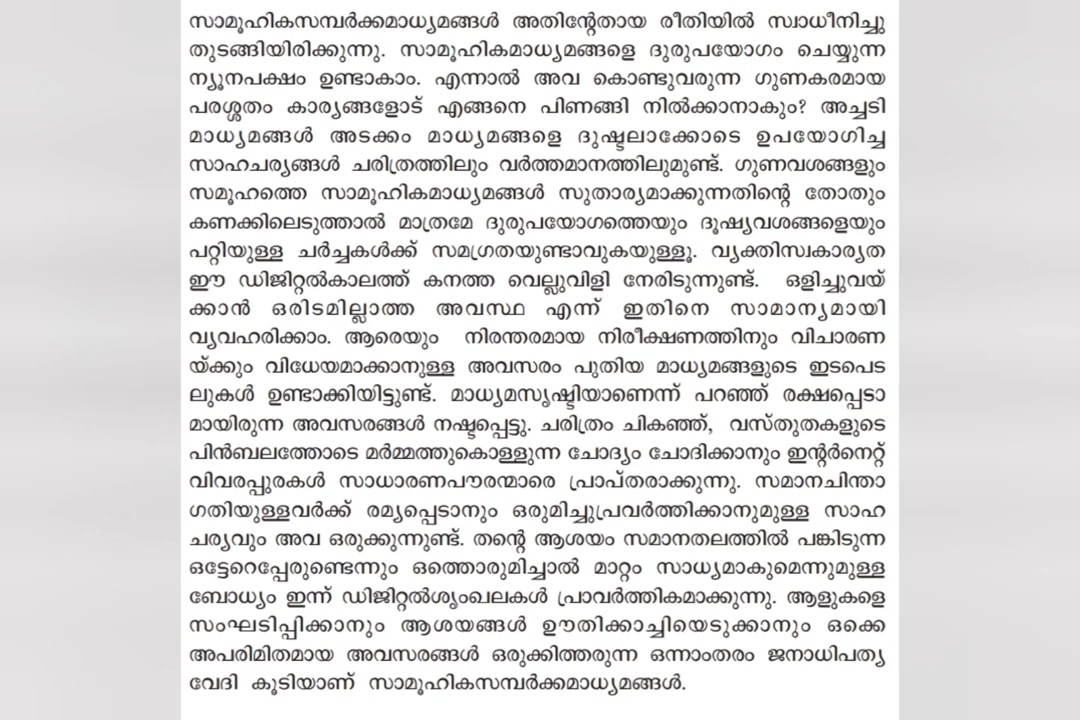 സാമൂഹികസമ്പർക്കമാധ്യമങ്ങൾ അതിന്റേതായ രീതിയിൽ സ്വാധീനിച്ചു
തുടങ്ങിയിരിക്കുന്നു. സാമൂഹികമാധ്യമങ്ങളെ ദുരുപയോഗം ചെയ്യുന്ന
ന്യൂനപക്ഷം ഉണ്ടാകാം. എന്നാൽ അവ കൊണ്ടുവരുന്ന ഗുണകരമായ
പരശ്ശതം കാര്യങ്ങളോട് എങ്ങനെ പിണങ്ങി നിൽക്കാനാകും? അച്ചടി
മാധ്യമങ്ങൾ അടക്കം മാധ്യമങ്ങളെ ദുഷ്ടലാക്കോടെ ഉപയോഗിച്ച
സാഹചര്യങ്ങൾ ചരിത്രത്തിലും വർത്തമാനത്തിലുമുണ്ട്. ഗുണവശങ്ങളും
സമൂഹത്തെ സാമൂഹികമാധ്യമങ്ങൾ സുതാര്യമാക്കുന്നതിന്റെ തോതും
കണക്കിലെടുത്താൽ മാത്രമേ ദുരുപയോഗത്തെയും ദൂഷ്യവശങ്ങളെയും
പറ്റിയുള്ള ചർച്ചകൾക്ക് സമഗ്രതയുണ്ടാവുകയുള്ളൂ. വ്യക്തിസ്വകാര്യത
ഈ ഡിജിറ്റൽകാലത്ത് കനത്ത വെല്ലുവിളി നേരിടുന്നുണ്ട്. ഒളിച്ചുവയ്
ക്കാൻ ഒരിടമില്ലാത്ത അവസ്ഥ എന്ന് ഇതിനെ സാമാന്യമായി
വ്യവഹരിക്കാം. ആരെയും നിരന്തരമായ നിരീക്ഷണത്തിനും വിചാരണ
യ്ക്കും വിധേയമാക്കാനുള്ള അവസരം പുതിയ മാധ്യമങ്ങളുടെ ഇടപെട
ലുകൾ ഉണ്ടാക്കിയിട്ടുണ്ട്. മാധ്യമസൃഷ്ടിയാണെന്ന് പറഞ്ഞ് രക്ഷപ്പെടാ
മായിരുന്ന അവസരങ്ങൾ നഷ്ടപ്പെട്ടു. ചരിത്രം ചികഞ്ഞ്, വസ്തുതകളുടെ
പിൻബലത്തോടെ മർമ്മത്തുകൊള്ളുന്ന ചോദ്യം ചോദിക്കാനും ഇന്റർനെറ്റ്
വിവരപ്പുരകൾ സാധാരണപൗരന്മാരെ പ്രാപ്തരാക്കുന്നു. സമാനചിന്താ
ഗതിയുള്ളവർക്ക് രമ്യപ്പെടാനും ഒരുമിച്ചുപ്രവർത്തിക്കാനുമുള്ള സാഹ
ചര്യവും അവ ഒരുക്കുന്നുണ്ട്. തന്റെ ആശയം സമാനതലത്തിൽ പങ്കിടുന്ന
ഒട്ടേറെപ്പേരുണ്ടെന്നും ഒത്തൊരുമിച്ചാൽ മാറ്റം സാധ്യമാകുമെന്നുമുള്ള
ബോധ്യം ഇന്ന് ഡിജിറ്റൽശൃംഖലകൾ പ്രാവർത്തികമാക്കുന്നു. ആളുകളെ
സംഘടിപ്പിക്കാനും ആശയങ്ങൾ ഊതിക്കാച്ചിയെടുക്കാനും ഒക്കെ
അപരിമിതമായ അവസരങ്ങൾ ഒരുക്കിത്തരുന്ന ഒന്നാംതരം ജനാധിപത്യ
വേദി കൂടിയാണ് സാമൂഹികസമ്പർക്കമാധ്യമങ്ങൾ.